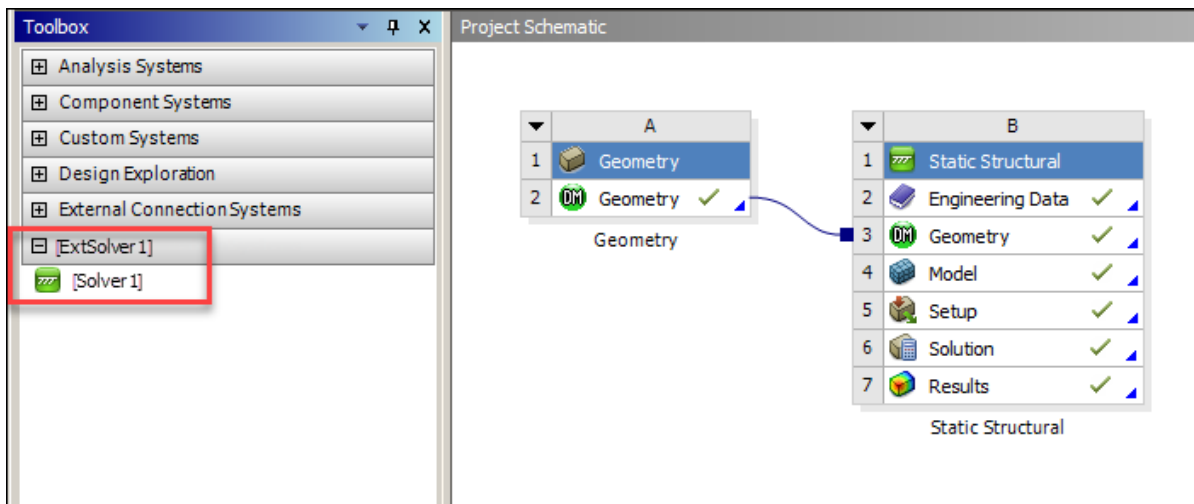 Toolbox
Analysis Systems
Component Systems
Custom Systems
Design Exploration
External Connection Systems
[ExtSolver1]
[Solver1]
Project Schematic
A
1 Geometry
2 DM Geometry
Geometry
B
1 Static Structural
2 Engineering Data
3 DM Geometry
4 Model
5 Setup
6 Solution
7 Results
Static Structural